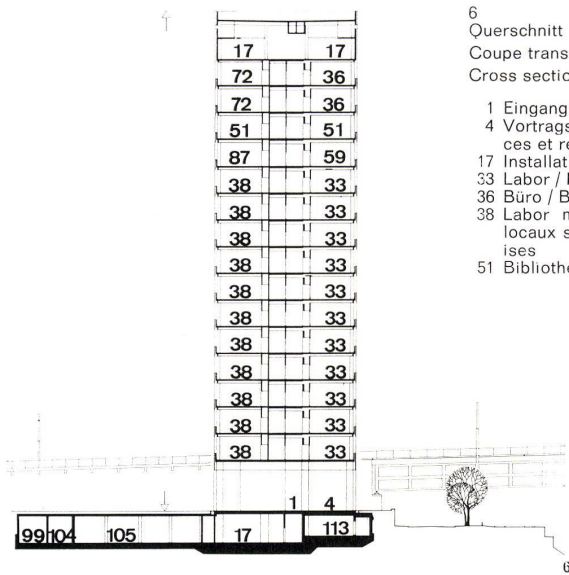 17 17
72 36
72 36
51 51
87 59
38 33
38 33
38 33
38 33
38 33
38 33
38 33
38 33
38 33
38 33
38 33
1 4
99 104 105 17 113
6
Querschnitt
Coupe trans
Cross sectio
1 Eingang
4 Vortrags
ces et re
17 Installat
33 Labor /
36 Büro / B
38 Labor m
locaux s
ises
51 Bibliothe
6